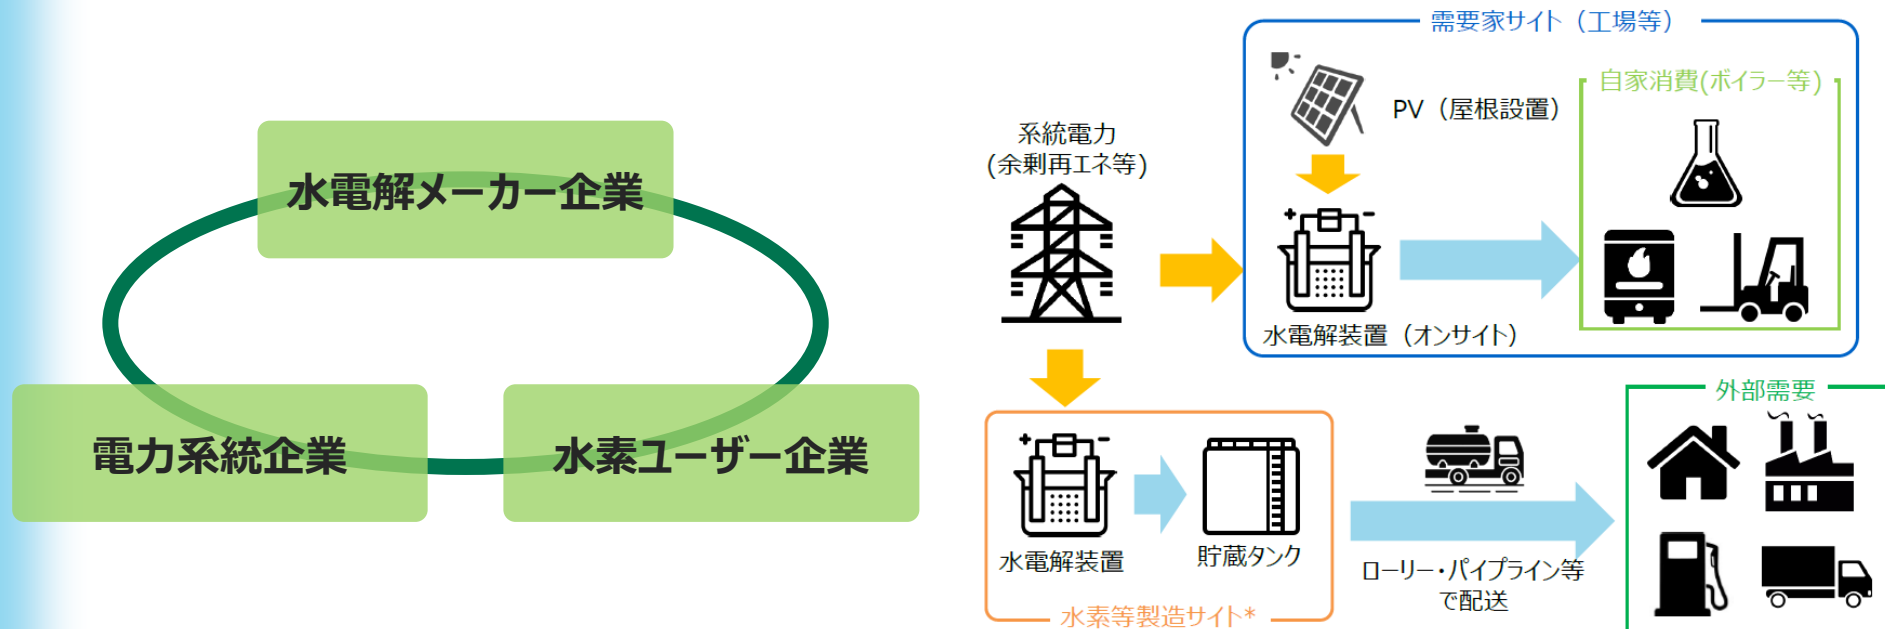 水電解メーカー企業
電力系統企業
水素ユーザー企業
需要家サイト（工場等）
自家消費(ボイラー等)
PV（屋根設置）
系統電力
(余剰再エネ等)
水電解装置（オンサイト）
外部需要
水電解装置
貯蔵タンク
水素等製造サイト*
ローリー・パイプライン等
で配送